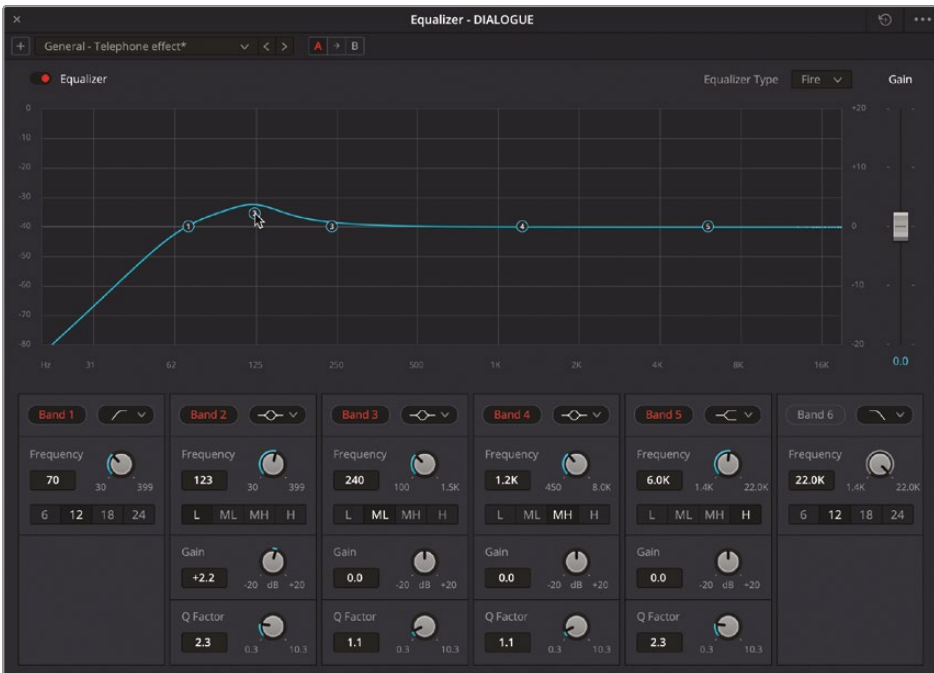 × Equalizer - DIALOGUE •••
+ General - Telephone effect* < > A → B
Equalizer Equalizer Type Fire Gain
0 +20
-10
-20 +10
-30
-40 0
-50
-60 -10
-70
-80 -20
Hz 31 62 125 250 500 1K 2K 4K 8K 16K 0.0
1 2 3 4 5
Band 1 Band 2 Band 3 Band 4 Band 5 Band 6
Frequency Frequency Frequency Frequency Frequency Frequency
70 30 399 123 30 399 240 100 1.5K 1.2K 450 8.0K 6.0K 1.4K 22.0K 22.0K 1.4K 22.0K
6 12 18 24 L ML MH H L ML MH H L ML MH H L ML MH H 6 12 18 24
Gain Gain Gain Gain
+2.2 -20 dB +20 0.0 -20 dB +20 0.0 -20 dB +20 0.0 -20 dB +20
Q Factor Q Factor Q Factor Q Factor
2.3 0.3 10.3 1.1 0.3 10.3 1.1 0.3 10.3 2.3 0.3 10.3